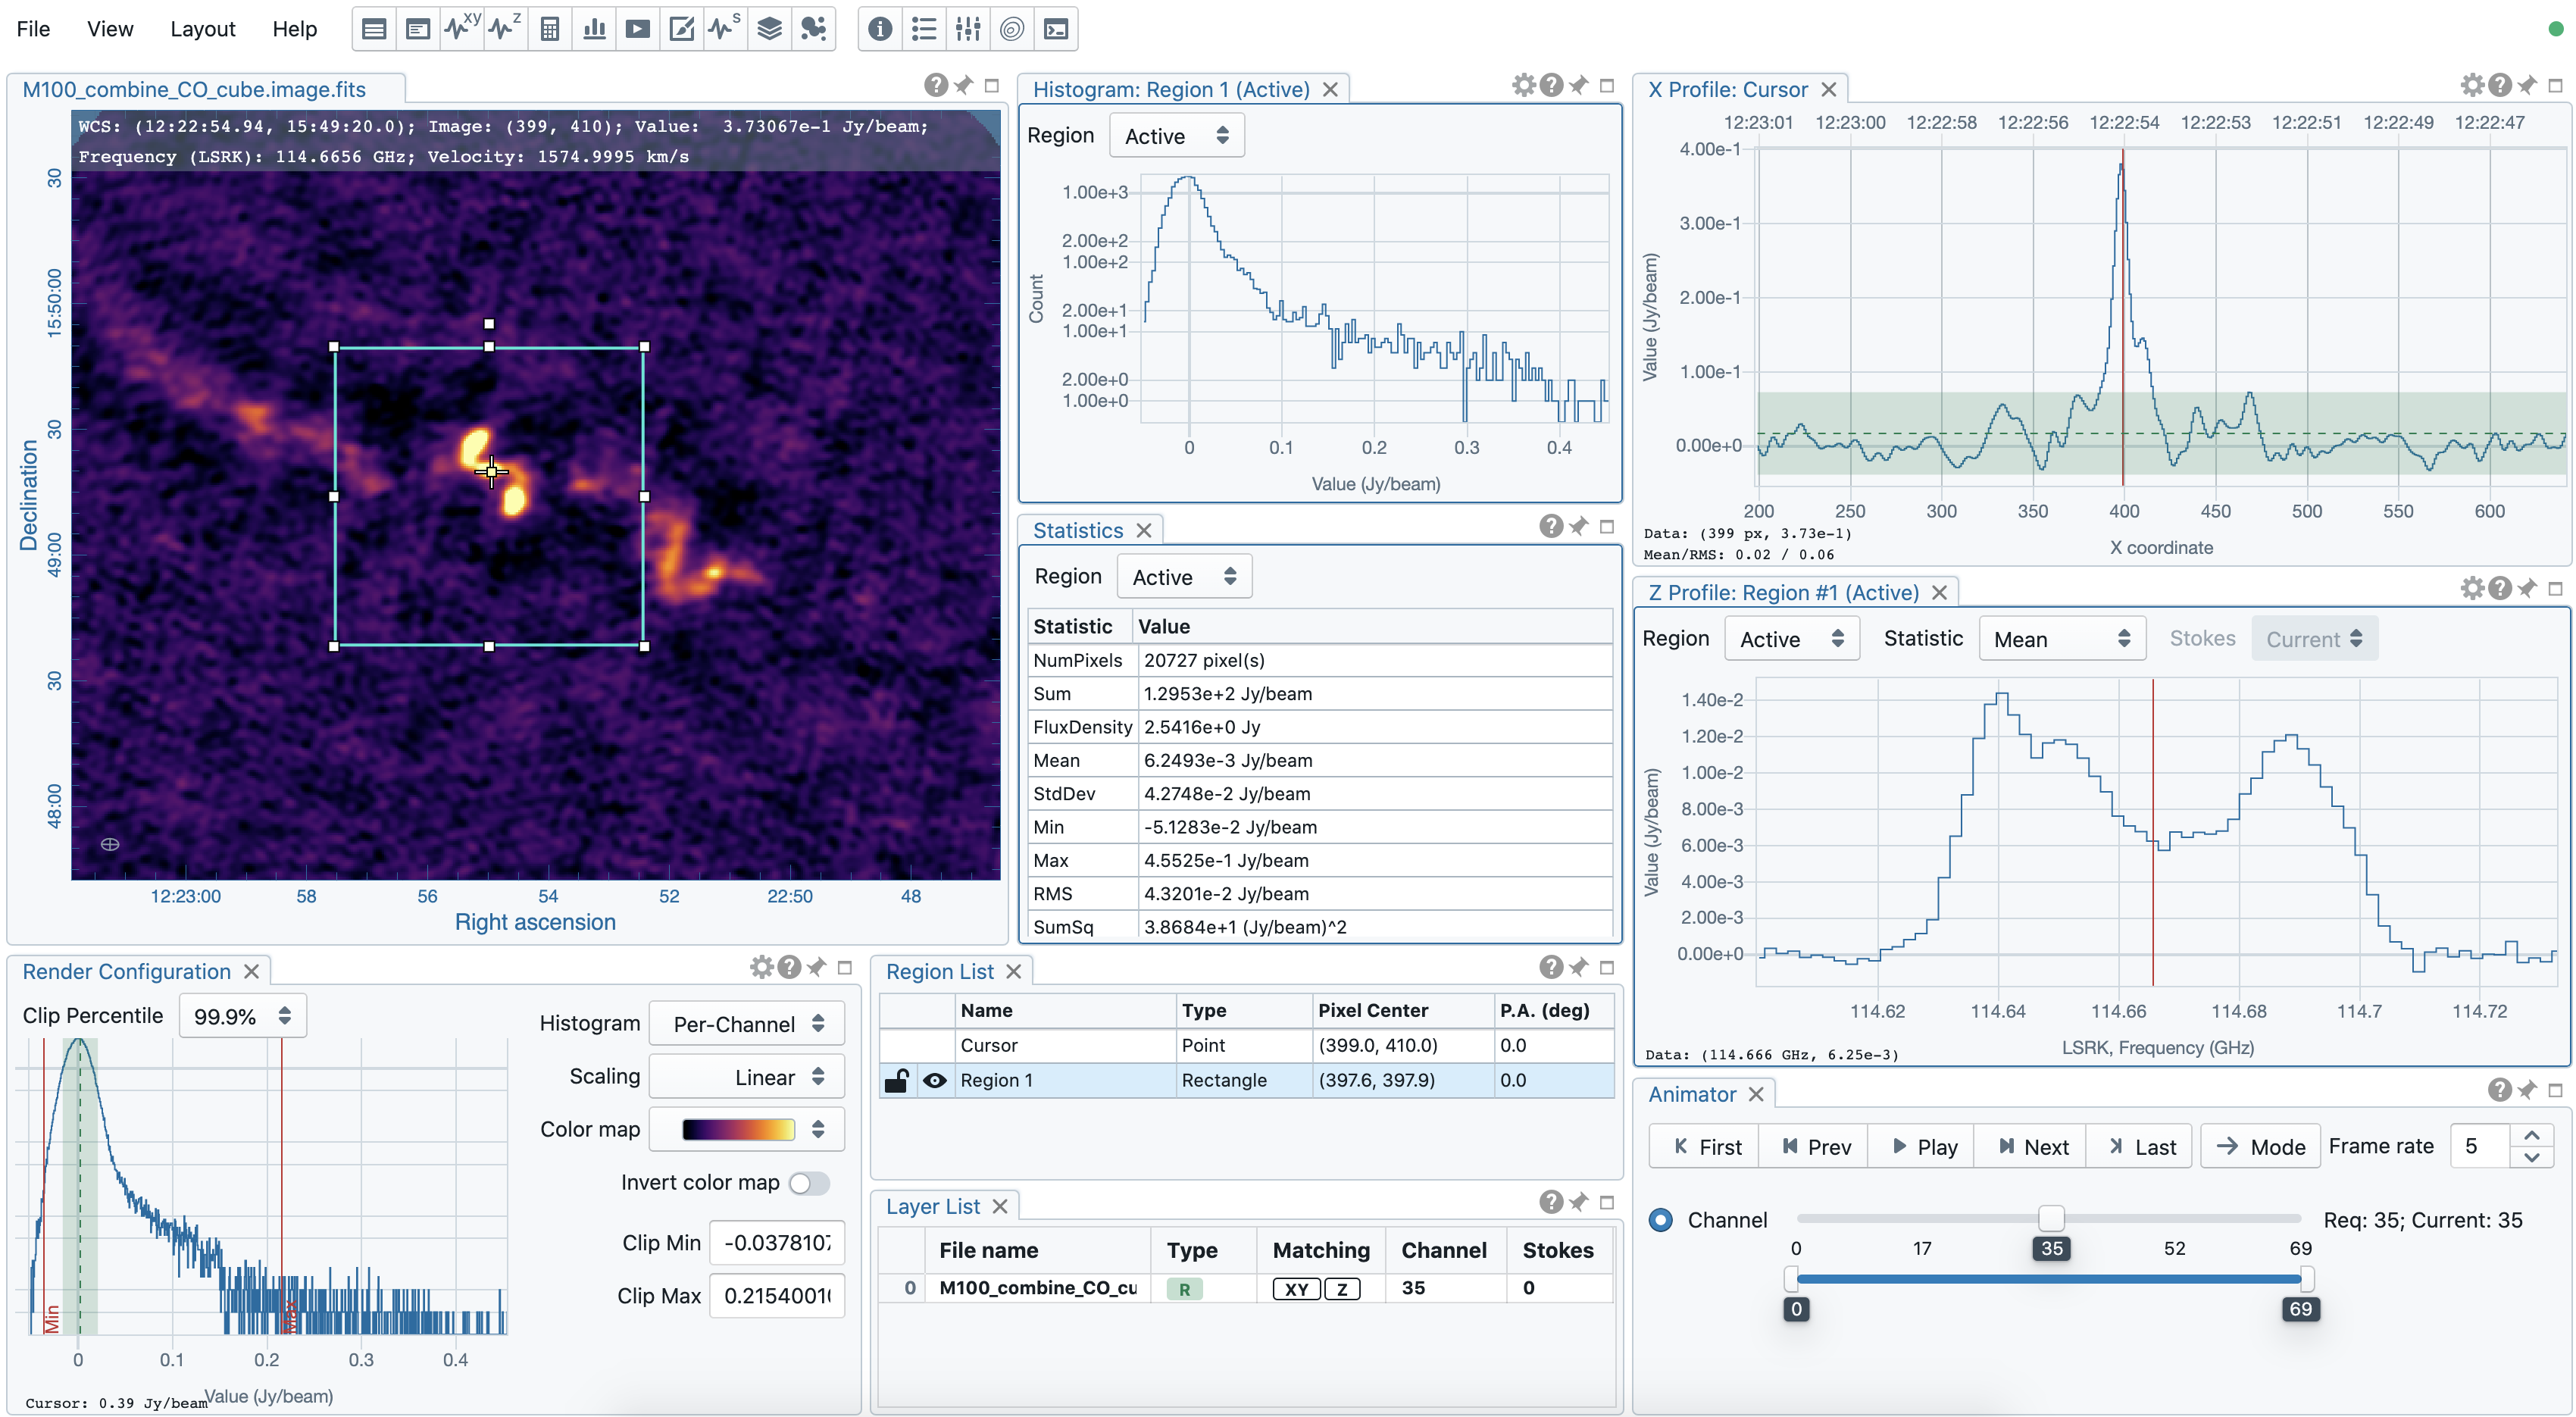 File View Layout Help
M100_combine_CO_cube.image.fits
WCS: (12:22:54.94, 15:49:20.0); Image: (399, 410); Value: 3.73067e-1 Jy/beam;
Frequency (LSRK): 114.6656 GHz; Velocity: 1574.9995 km/s
Declination
30
15:50:00
30
49:00
30
48:00
12:23:00 58 56 54 52 22:50 48
Right ascension
Histogram: Region 1 (Active)
Region Active
Count
1.00e+3
2.00e+2
1.00e+2
2.00e+1
1.00e+1
2.00e+0
1.00e+0
0 0.1 0.2 0.3 0.4
Value (Jy/beam)
Statistics
Region Active
Statistic Value
NumPixels 20727 pixel(s)
Sum 1.2953e+2 Jy/beam
FluxDensity 2.5416e+0 Jy
Mean 6.2493e-3 Jy/beam
StdDev 4.2748e-2 Jy/beam
Min -5.1283e-2 Jy/beam
Max 4.5525e-1 Jy/beam
RMS 4.3201e-2 Jy/beam
SumSq 3.8684e+1 (Jy/beam)^2
X Profile: Cursor
12:23:01 12:23:00 12:22:58 12:22:56 12:22:54 12:22:53 12:22:51 12:22:49 12:22:47
Value (Jy/beam)
4.00e-1
3.00e-1
2.00e-1
1.00e-1
0.00e+0
200 250 300 350 400 450 500 550 600
Data: (399 px, 3.73e-1)
X coordinate
Mean/RMS: 0.02 / 0.06
Z Profile: Region #1 (Active)
Region Active Statistic Mean Stokes Current
Value (Jy/beam)
1.40e-2
1.20e-2
1.00e-2
8.00e-3
6.00e-3
4.00e-3
2.00e-3
0.00e+0
114.62 114.64 114.66 114.68 114.7 114.72
LSRK, Frequency (GHz)
Data: (114.666 GHz, 6.25e-3)
Render Configuration
Clip Percentile 99.9%
Min
Max
0 0.1 0.2 0.3 0.4
Value (Jy/beam)
Cursor: 0.39 Jy/beam
Histogram Per-Channel
Scaling Linear
Color map
Invert color map
Clip Min -0.0378107
Clip Max 0.2154001
Region List
Name Type Pixel Center P.A. (deg)
Cursor Point (399.0, 410.0) 0.0
Region 1 Rectangle (397.6, 397.9) 0.0
Layer List
File name Type Matching Channel Stokes
0 M100_combine_CO_cu R XY Z 35 0
Animator
First Prev Play Next Last Mode Frame rate 5
Channel Req: 35; Current: 35
0 17 35 52 69
0 69